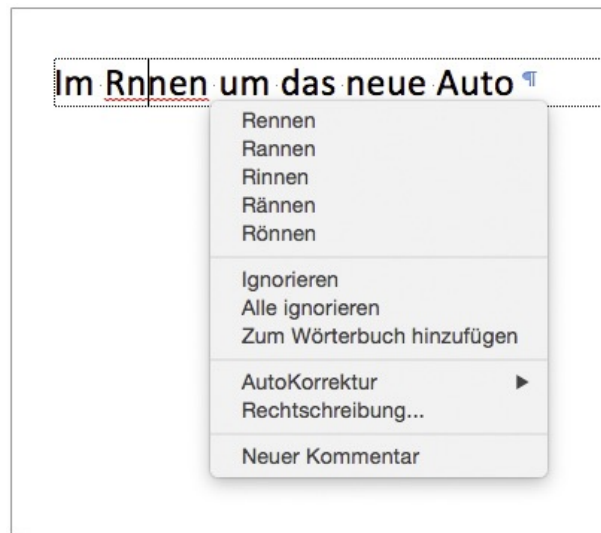 Im Rnnen um das neue Auto ¶
Rennen
Rannen
Rinnen
Rännen
Rönnen
Ignorieren
Alle ignorieren
Zum Wörterbuch hinzufügen
AutoKorrektur
Rechtschreibung...
Neuer Kommentar